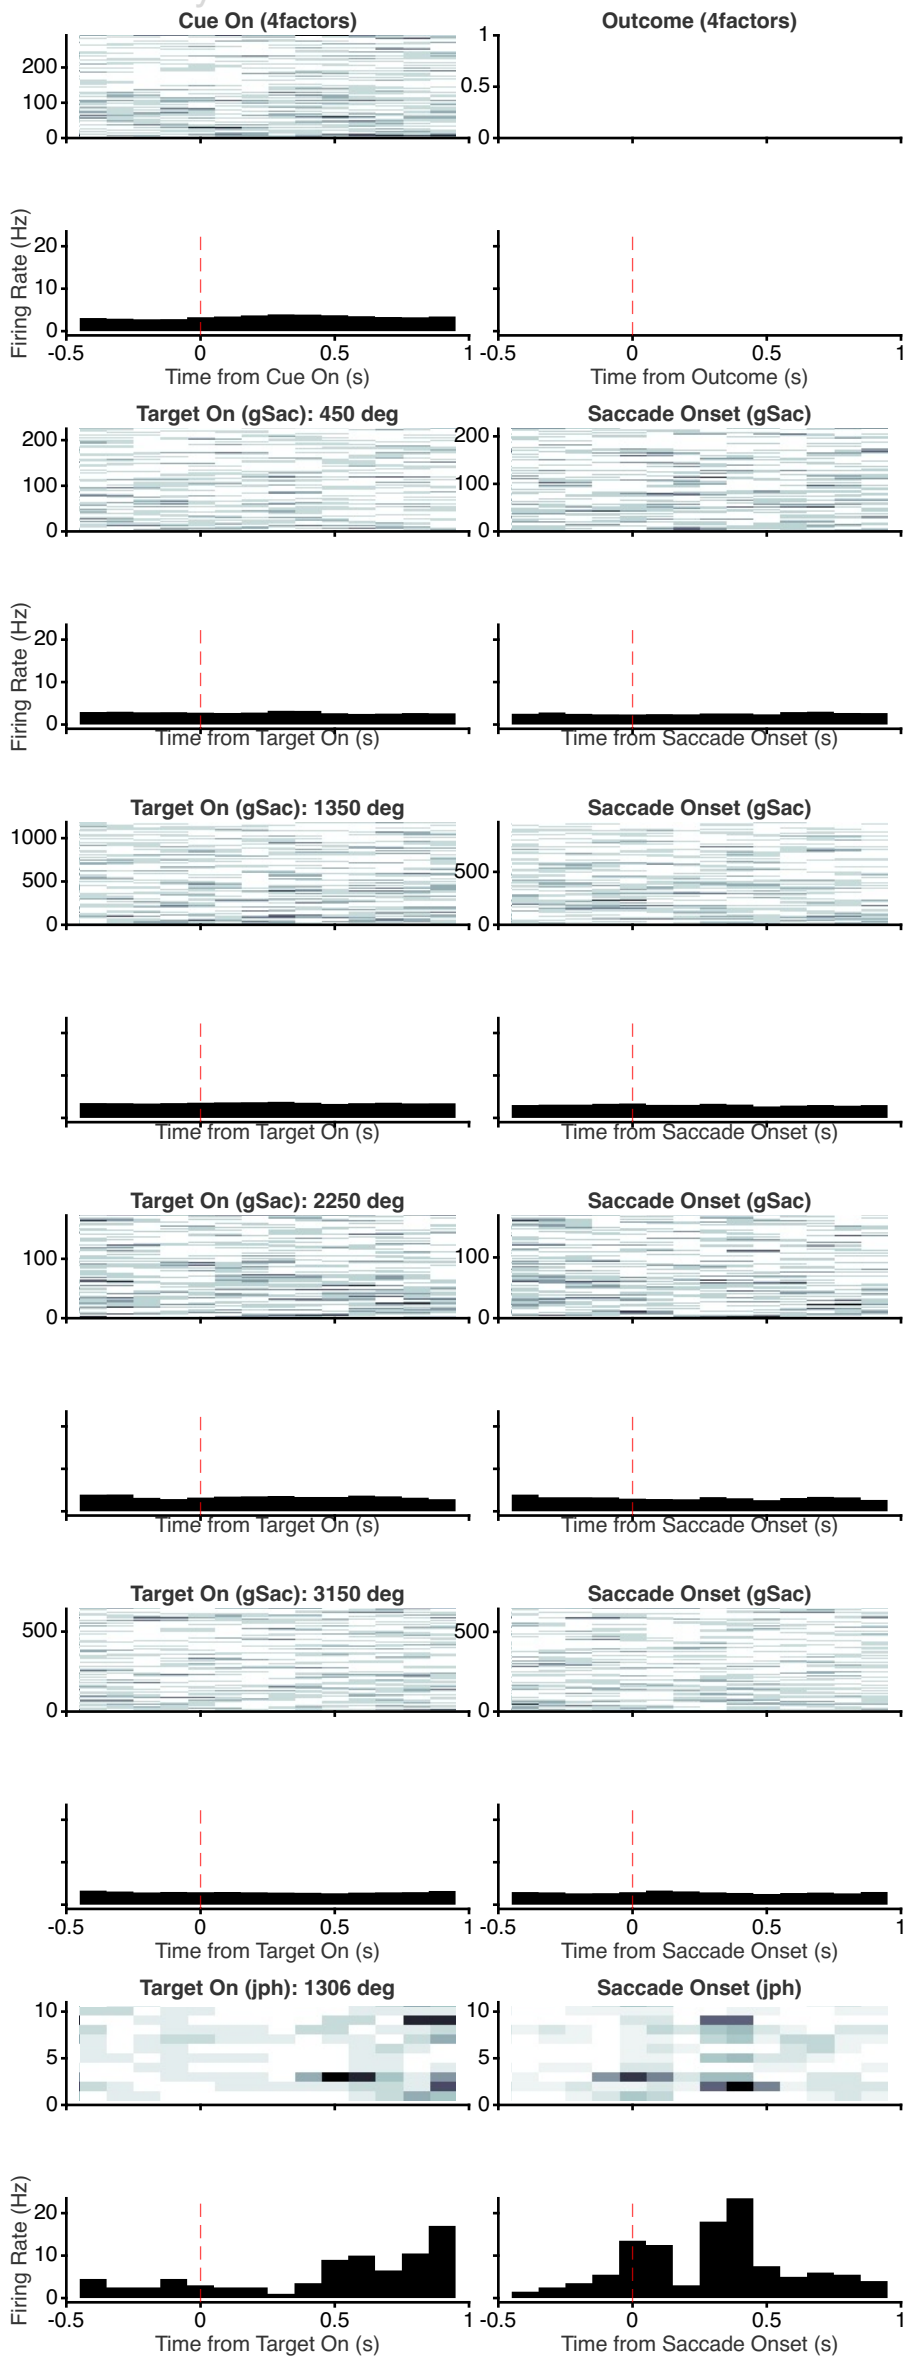 Cue On (4factors) Outcome (4factors)
200
100
0
1
0.5
0
Firing Rate (Hz)
20
10
0
-0.5 0 0.5 1 -0.5 0 0.5 1
Time from Cue On (s) Time from Outcome (s)
Target On (gSac): 450 deg Saccade Onset (gSac)
200
100
0
200
100
0
Firing Rate (Hz)
20
10
0
Time from Target On (s) Time from Saccade Onset (s)
Target On (gSac): 1350 deg Saccade Onset (gSac)
1000
500
0
500
0
Time from Target On (s) Time from Saccade Onset (s)
Target On (gSac): 2250 deg Saccade Onset (gSac)
100
0
100
0
Time from Target On (s) Time from Saccade Onset (s)
Target On (gSac): 3150 deg Saccade Onset (gSac)
500
0
500
0
-0.5 0 0.5 1 -0.5 0 0.5 1
Time from Target On (s) Time from Saccade Onset (s)
Target On (jph): 1306 deg Saccade Onset (jph)
10
5
0
10
5
0
Firing Rate (Hz)
20
10
0
-0.5 0 0.5 1 -0.5 0 0.5 1
Time from Target On (s) Time from Saccade Onset (s)